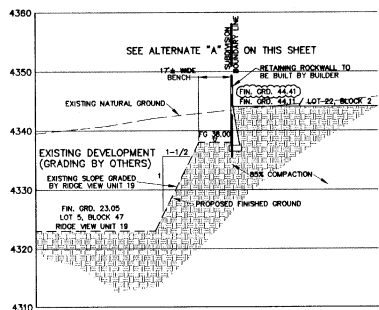 4360
SUBDIVISION
BOUNDARY LINE
SEE ALTERNATE "A" ON THIS SHEET
17'± WIDE
BENCH
RETAINING ROCKWALL TO
BE BUILT BY BUILDER
4350
FIN. GRD. 44.41
FIN. GRD. 44.11 / LOT 22, BLOCK 2
EXISTING NATURAL GROUND
4340
FG 38.00
EXISTING DEVELOPMENT
(GRADING BY OTHERS)
1-1/2
1
85% COMPACTION
EXISTING SLOPE GRADED
BY RIDGE VIEW UNIT 19
4330
PROPOSED FINISHED GROUND
FIN. GRD. 23.05
LOT 5, BLOCK 47
RIDGE VIEW UNIT 19
4320
4310